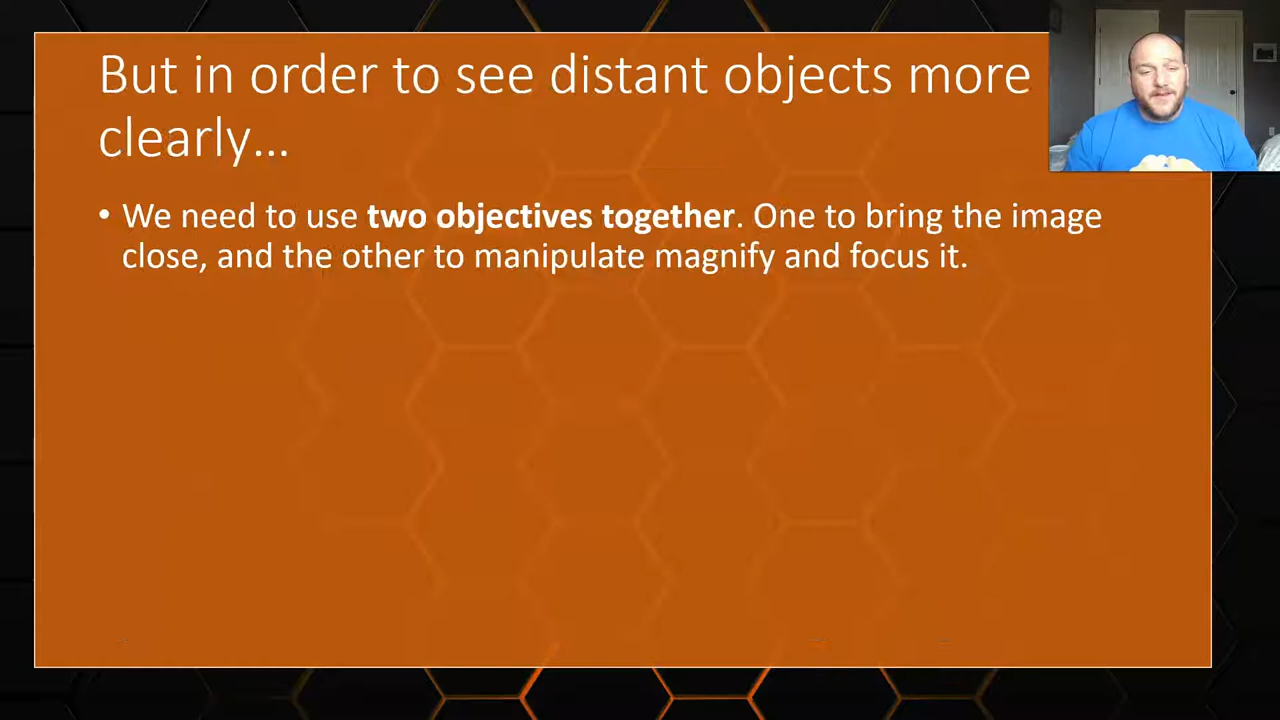 But in order to see distant objects more
clearly...
• We need to use two objectives together. One to bring the image
close, and the other to manipulate magnify and focus it.